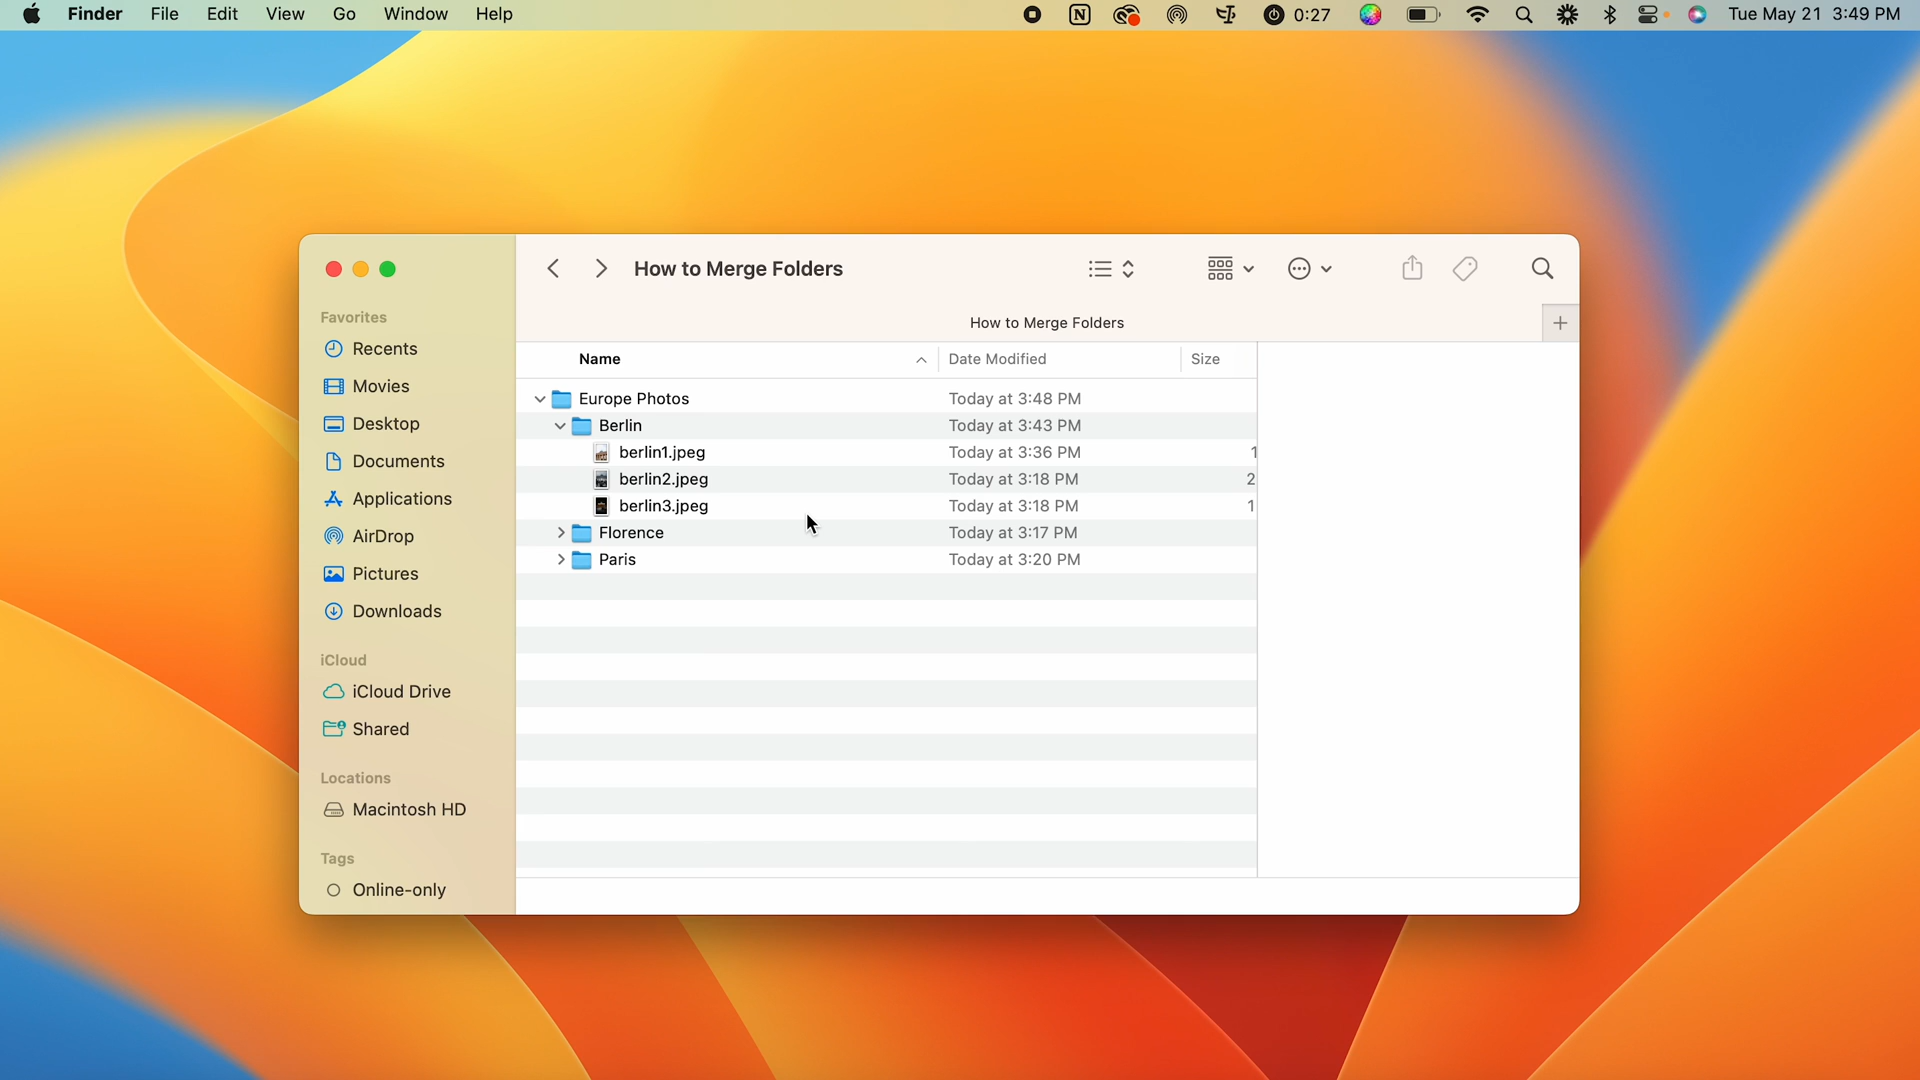 Finder File Edit View Go Window Help 0:27 Tue May 21 3:49 PM
How to Merge Folders
How to Merge Folders
Favorites
Recents
Movies
Desktop
Documents
Applications
AirDrop
Pictures
Downloads
iCloud
iCloud Drive
Shared
Locations
Macintosh HD
Tags
Online-only
Name Date Modified Size
Europe Photos Today at 3:48 PM
Berlin Today at 3:43 PM
berlin1.jpeg Today at 3:36 PM 1
berlin2.jpeg Today at 3:18 PM 2
berlin3.jpeg Today at 3:18 PM 1
Florence Today at 3:17 PM
Paris Today at 3:20 PM